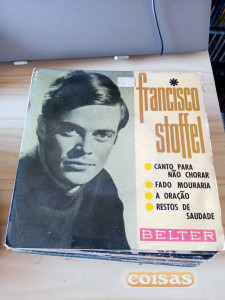 francisco
stoffel
CANTO PARA
NÃO CHORAR
FADO MOURARIA
A ORAÇÃO
RESTOS DE
SAUDADE
BELTER
coisas